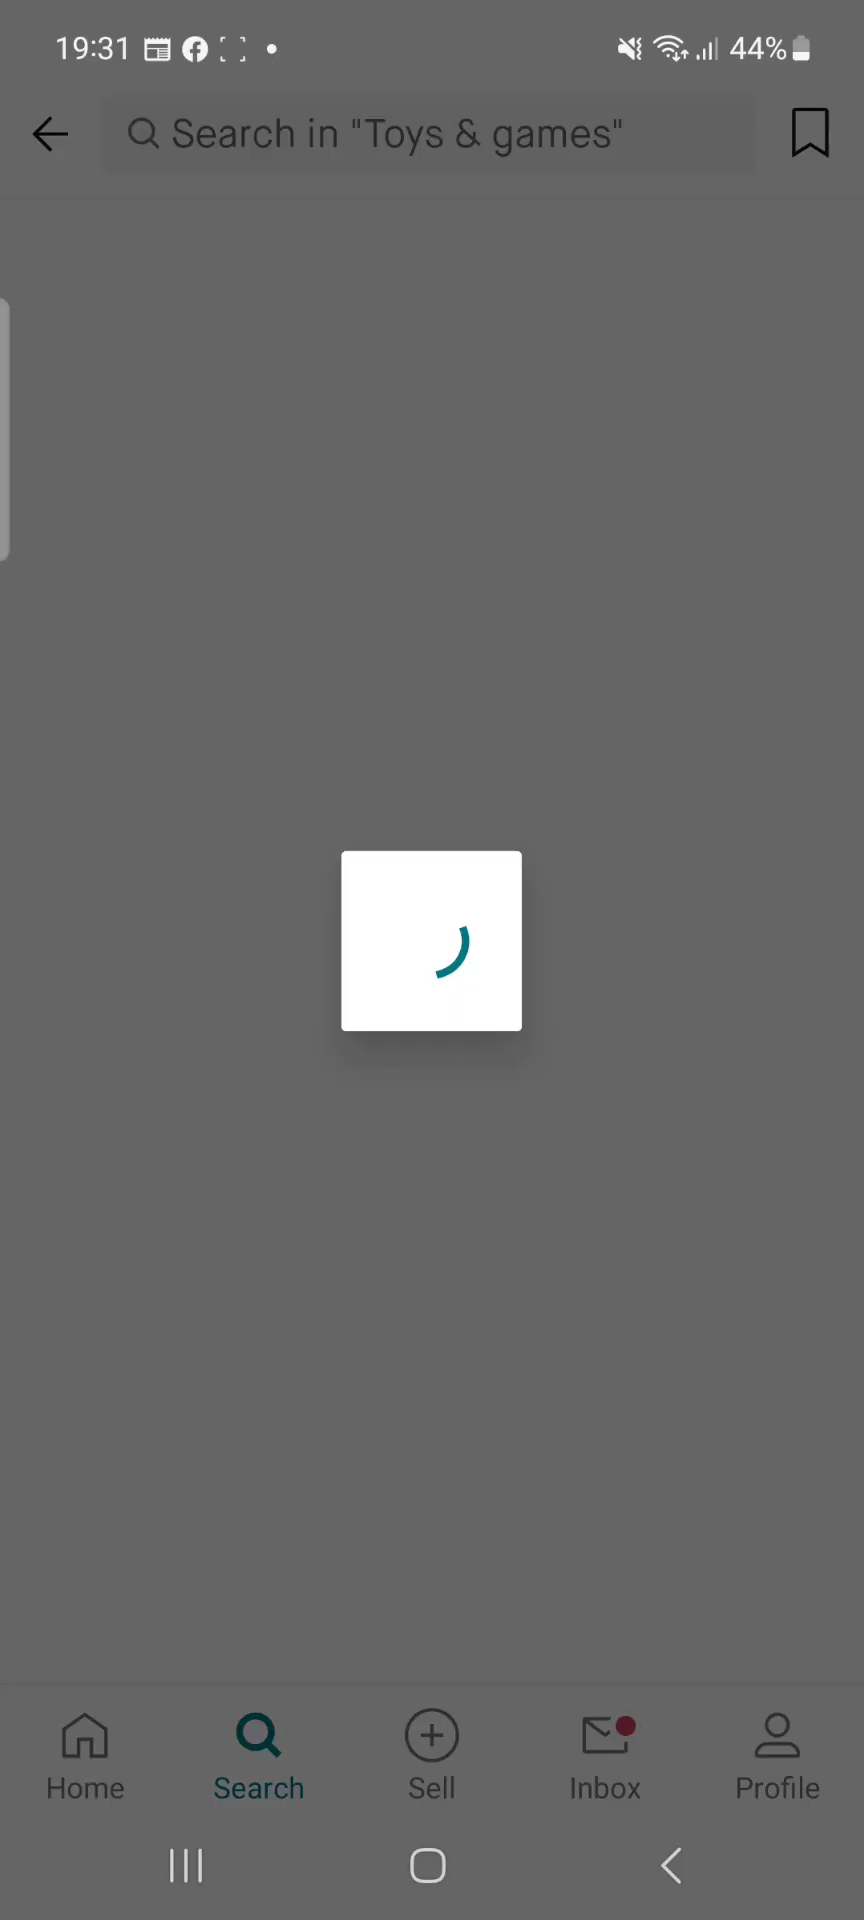 19:31
44%
Search in "Toys & games"
Home
Search
Sell
Inbox
Profile